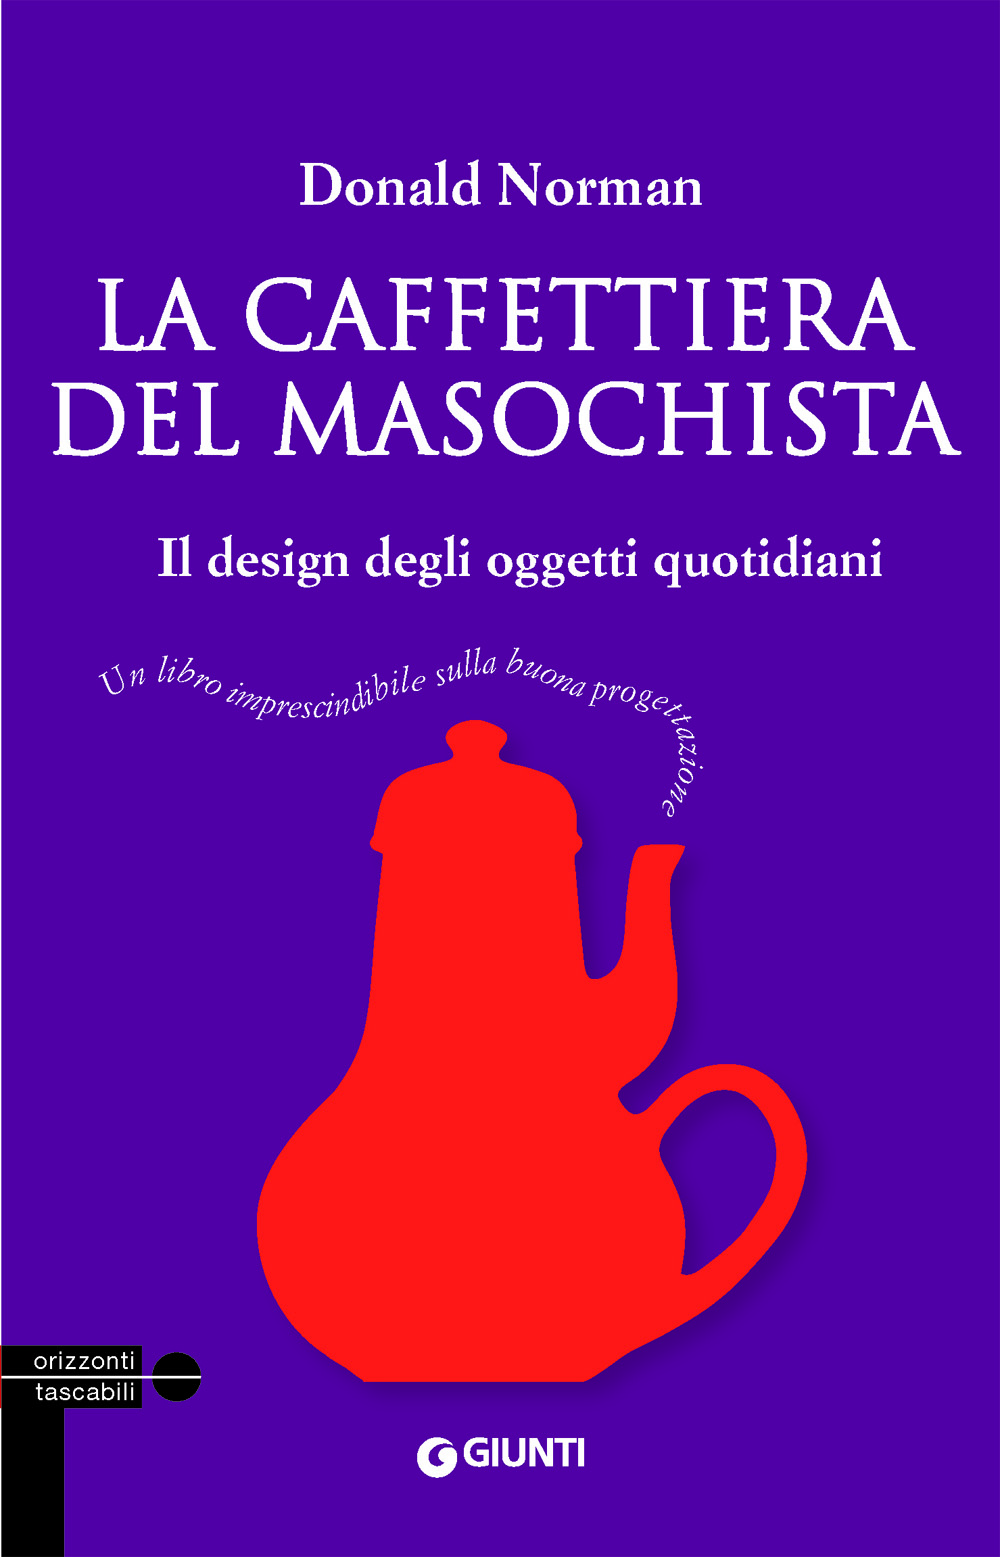 Donald Norman
LA CAFFETTIERA
DEL MASOCHISTA
Il design degli oggetti quotidiani
Un libro imprescindibile sulla buona progettazione
orizzonti
tascabili
GIUNTI